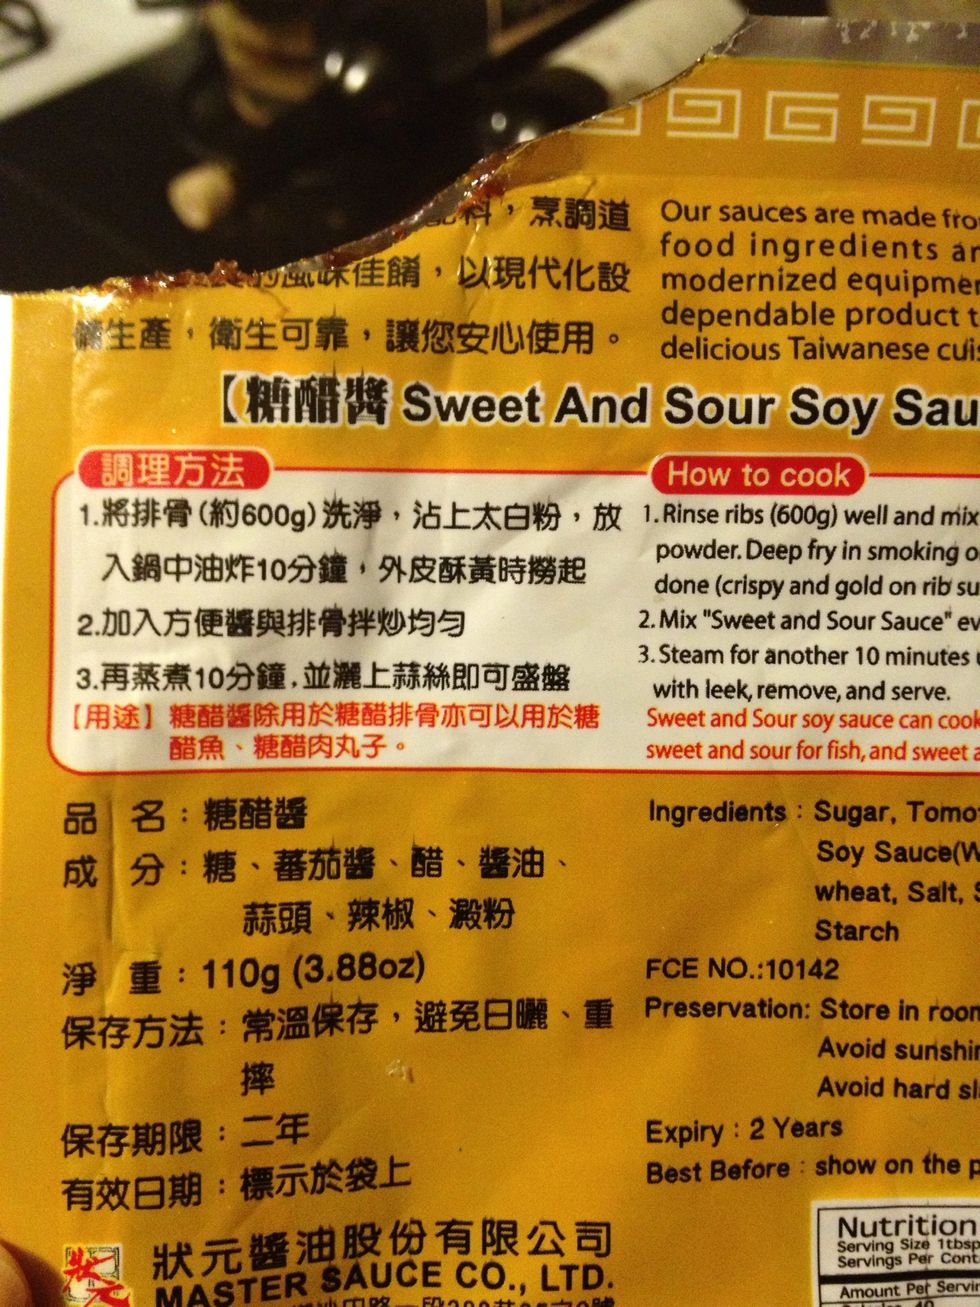 料，烹調道
的風味佳餚，以現代化設
備生產，衛生可靠，讓您安心使用。
Our sauces are made fro
food ingredients an
modernized equipmen
dependable product t
delicious Taiwanese cuis
【糖醋醬 Sweet And Sour Soy Sau
調理方法
1.將排骨(約600g)洗淨，沾上太白粉，放
入鍋中油炸10分鐘，外皮酥黃時撈起
2.加入方便醬與排骨拌炒均勻
3.再蒸煮10分鐘.並灑上蒜絲即可盛盤
【用途】糖醋醬除用於糖醋排骨亦可以用於糖
醋魚、糖醋肉丸子。
How to cook
1.Rinse ribs (600g) well and mix
powder. Deep fry in smoking o
done (crispy and gold on rib su
2. Mix "Sweet and Sour Sauce" ev
3. Steam for another 10 minutes u
with leek, remove, and serve.
Sweet and Sour soy sauce can cook
sweet and sour for fish, and sweet a
品 名：糖醋醬
成 分：糖、蕃茄醬、醋、醬油、
蒜頭、辣椒、澱粉
淨 重：110g (3.88oz)
保存方法：常溫保存，避免日曬、重
摔
保存期限：二年
有效日期：標示於袋上
Ingredients：Sugar, Tomo
Soy Sauce(W
wheat, Salt, S
Starch
FCE NO.:10142
Preservation: Store in room
Avoid sunshin
Avoid hard sl
Expiry：2 Years
Best Before：show on the p
狀元
狀元醬油股份有限公司
MASTER SAUCE CO., LTD.
Nutrition
Serving Size 1tbsp
Servings Per Cont
Amount Per Servin